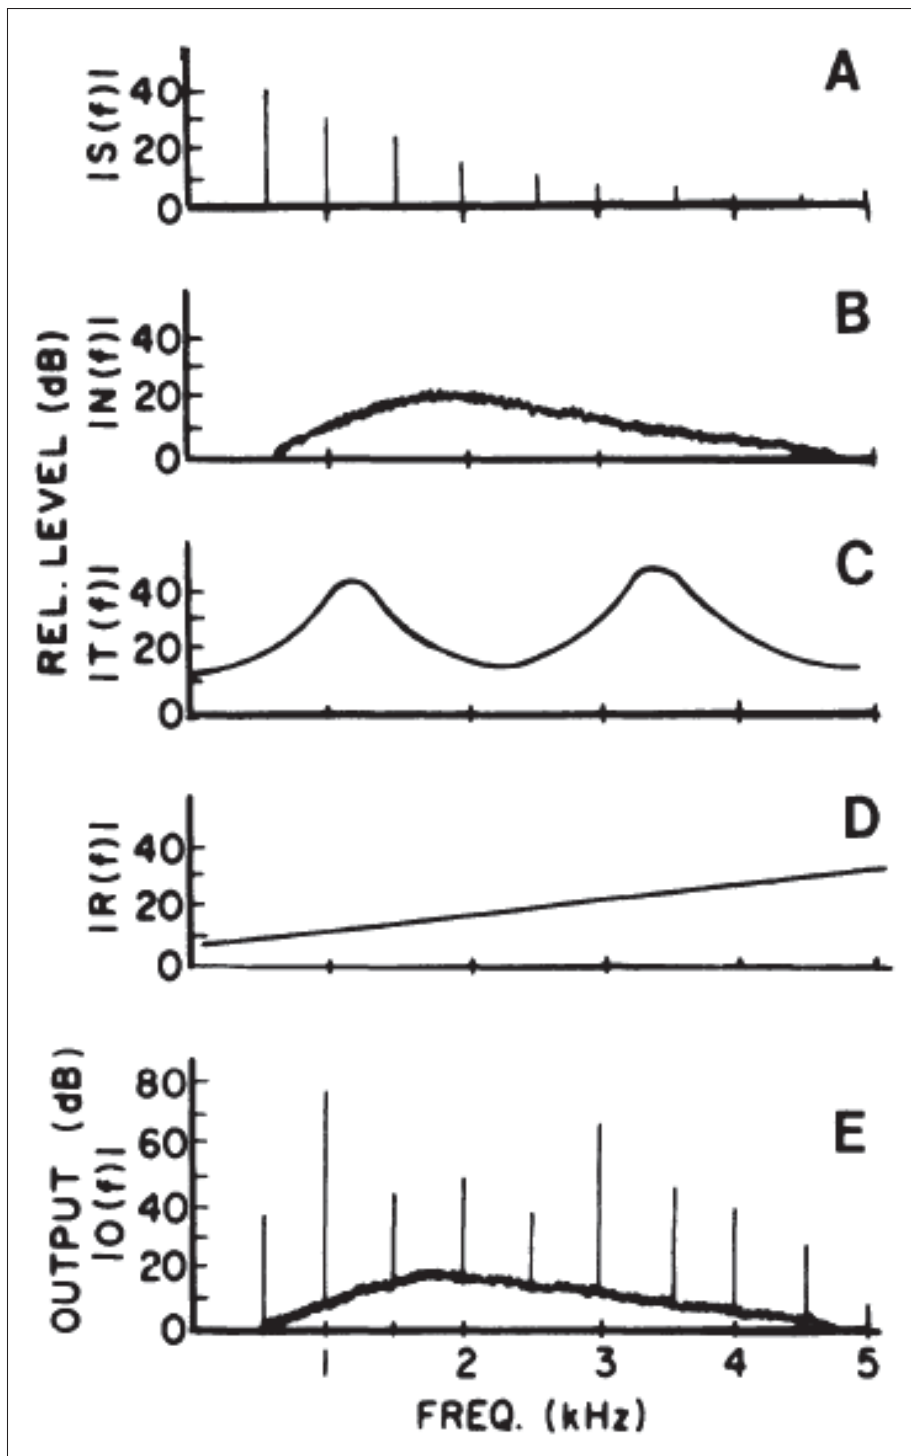 A
|S(f)|
40
20
0
B
REL. LEVEL (dB)
|N(f)|
40
20
0
C
|T(f)|
40
20
0
D
|R(f)|
40
20
0
E
OUTPUT (dB)
|O(f)|
80
60
40
20
0
1 2 3 4 5
FREQ. (kHz)